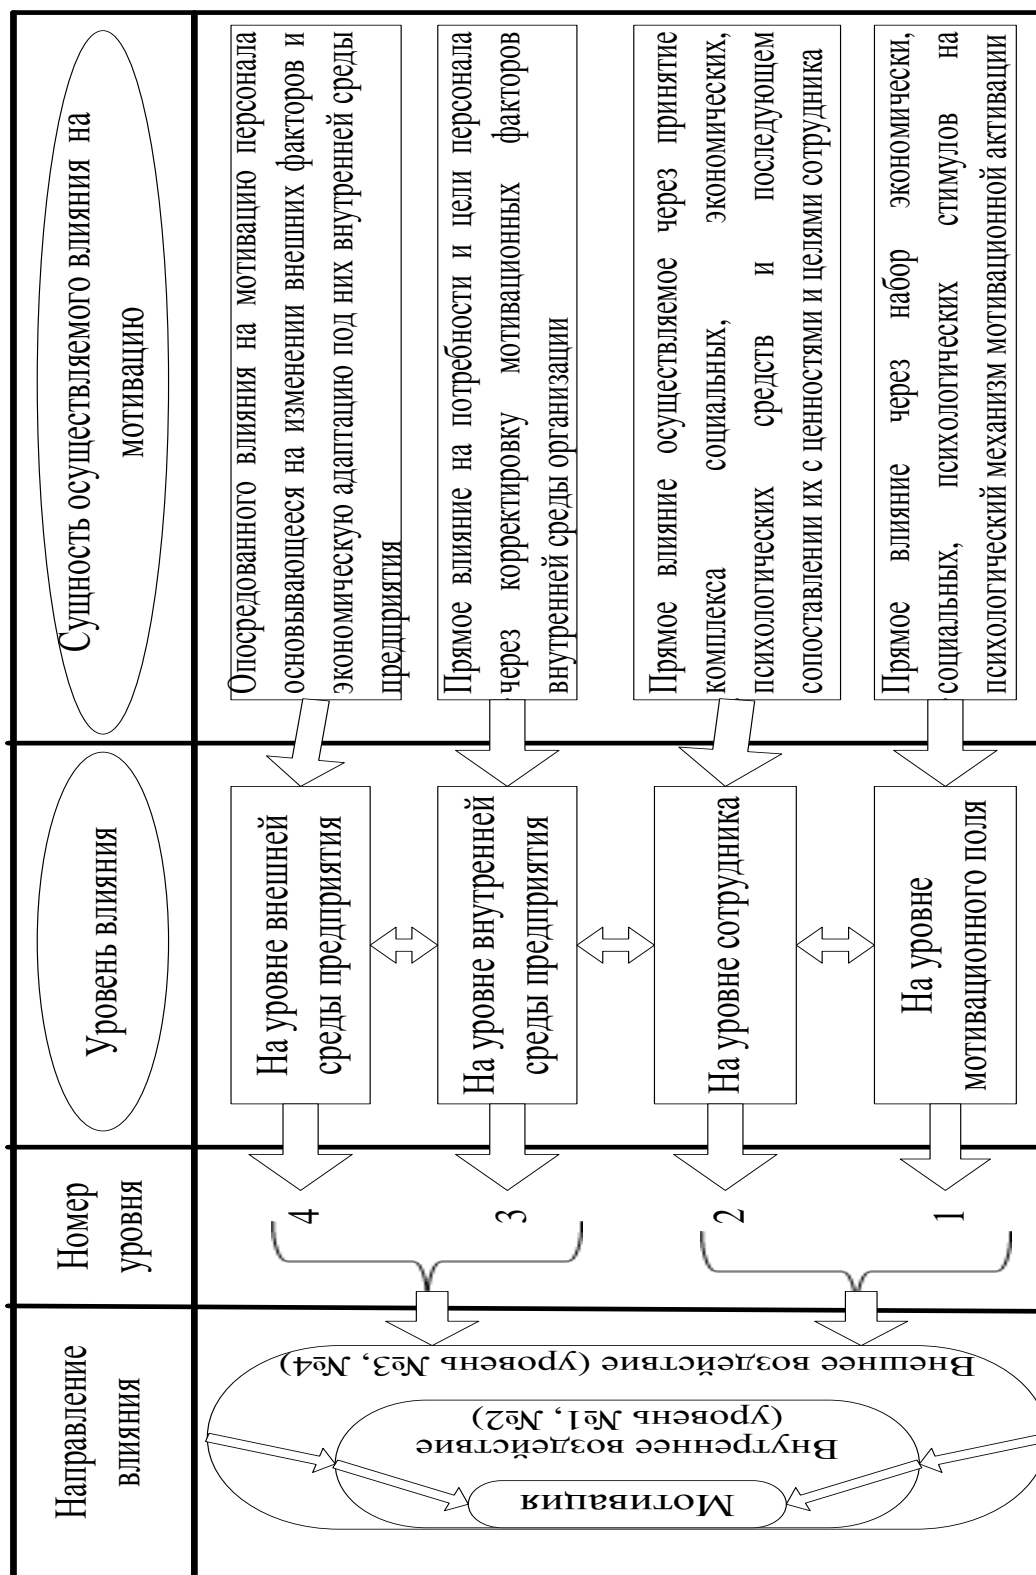 Сущность осуществляемого влияния на
мотивацию
Опосредованного влияния на мотивацию персонала
основывающееся на изменении внешних факторов и
экономическую адаптацию под них внутренней среды
предприятия
Прямое влияние на потребности и цели персонала
через корректировку мотивационных факторов
внутренней среды организации
Прямое влияние осуществляемое через принятие
комплекса социальных, экономических,
психологических средств и последующем
сопоставлении их с ценностями и целями сотрудника
Прямое влияние через набор экономически,
социальных, психологических стимулов на
психологический механизм мотивационной активации
Уровень влияния
На уровне внешней
среды предприятия
На уровне внутренней
среды предприятия
На уровне сотрудника
На уровне
мотивационного поля
Номер
уровня
4
3
2
1
Направление
влияния
Внешнее воздействие (уровень №3, №4)
(уровень №1, №2)
Внутреннее воздействие
Мотивация